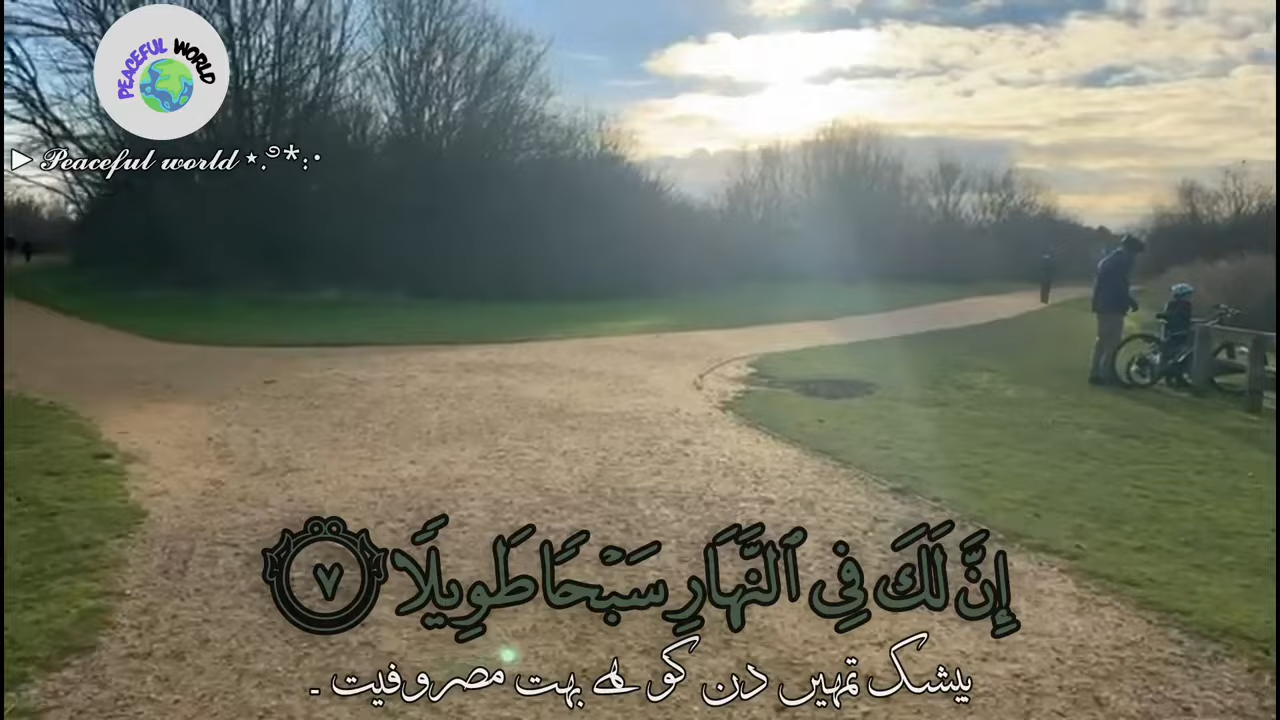 PEACEFUL WORLD
▶ Peaceful world ⋆.࿐*:･
إِنَّ لَكَ فِي ٱلنَّهَارِ سَبْحًا طَوِيلًا ٧
بیشک تمہیں دن کو ہے بہت مصروفیت ۔